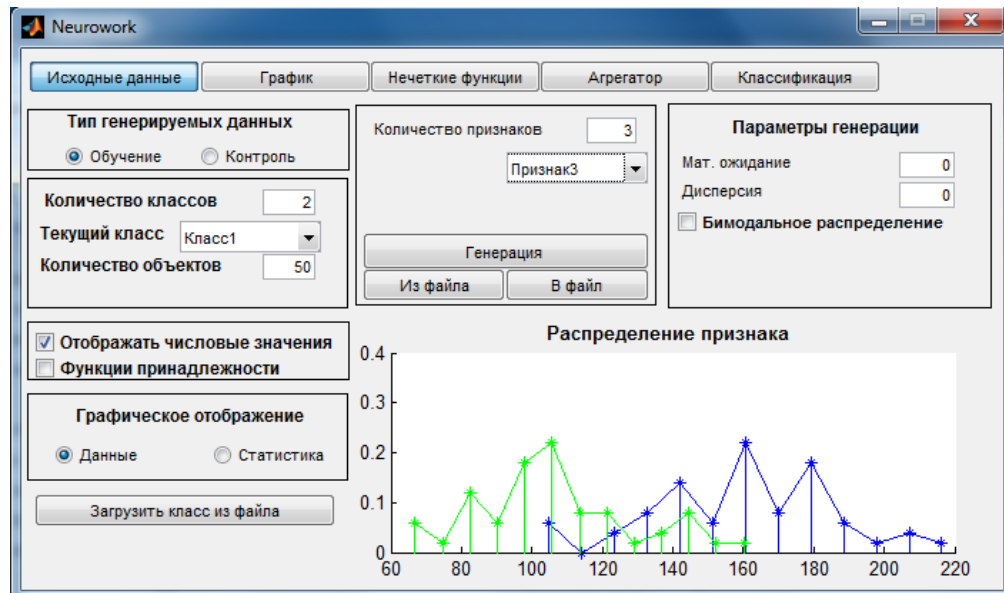 Neurowork
Исходные данные График Нечеткие функции Агрегатор Классификация
Тип генерируемых данных
Обучение Контроль
Количество классов 2
Текущий класс Класс1
Количество объектов 50
Количество признаков 3
Признак3
Генерация
Из файла В файл
Параметры генерации
Мат. ожидание 0
Дисперсия 0
Бимодальное распределение
Отображать числовые значения
Функции принадлежности
Графическое отображение
Данные Статистика
Загрузить класс из файла
Распределение признака
0.4
0.3
0.2
0.1
0
60 80 100 120 140 160 180 200 220